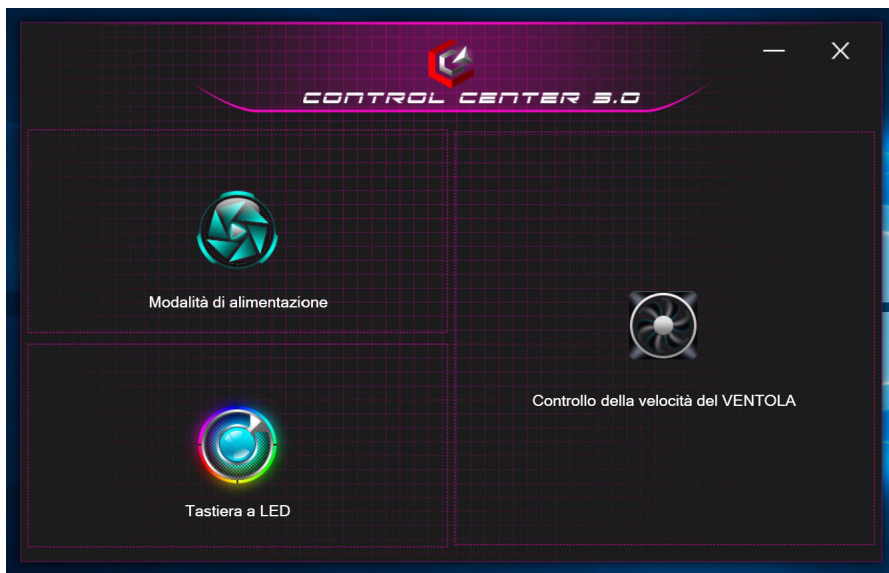 CONTROL CENTER 3.0
Modalità di alimentazione
Controllo della velocità del VENTOLA
Tastiera a LED